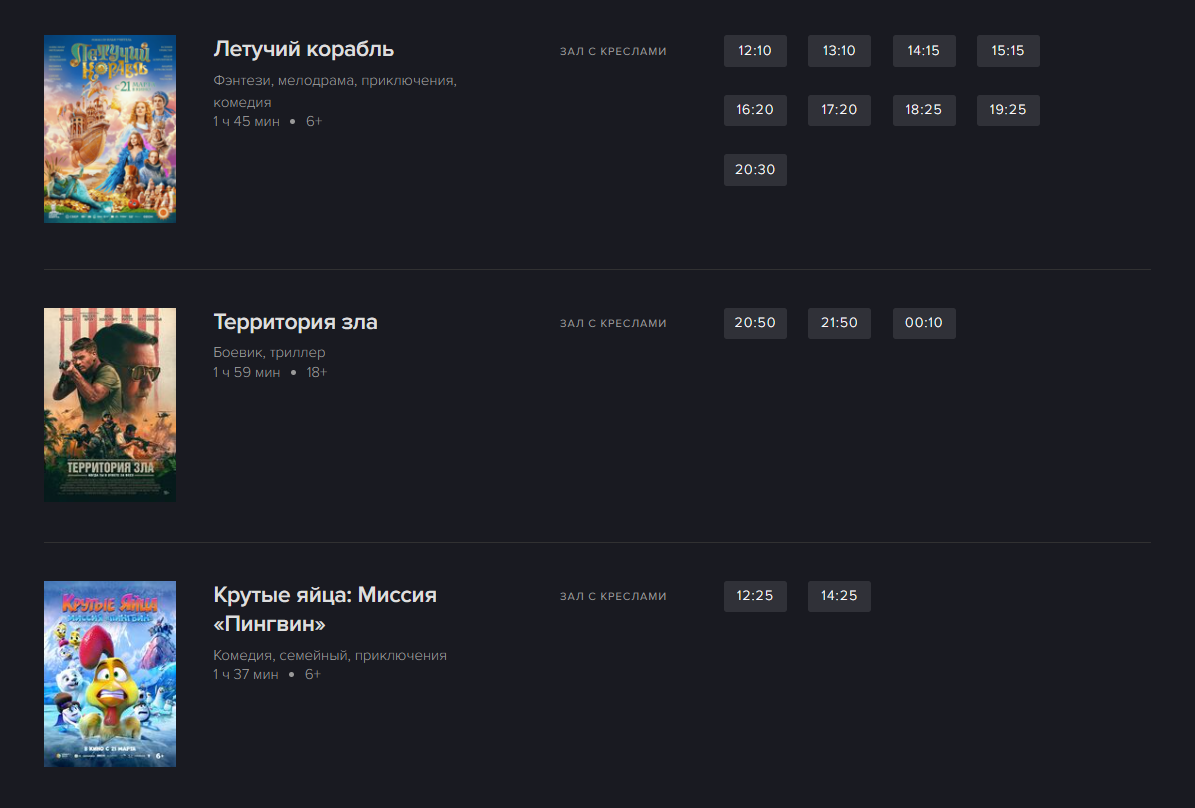 Летучий корабль
Фэнтези, мелодрама, приключения,
комедия
1 ч 45 мин • 6+
ЗАЛ С КРЕСЛАМИ
12:10 13:10 14:15 15:15
16:20 17:20 18:25 19:25
20:30
ЛЕТУЧИЙ
КОРАБЛЬ
Территория зла
Боевик, триллер
1 ч 59 мин • 18+
ЗАЛ С КРЕСЛАМИ
20:50 21:50 00:10
ТЕРРИТОРИЯ ЗЛА
Крутые яйца: Миссия
«Пингвин»
Комедия, семейный, приключения
1 ч 37 мин • 6+
ЗАЛ С КРЕСЛАМИ
12:25 14:25
КРУТЫЕ ЯЙЦА
МИССИЯ «ПИНГВИН»
В КИНО С 21 МАРТА
6+